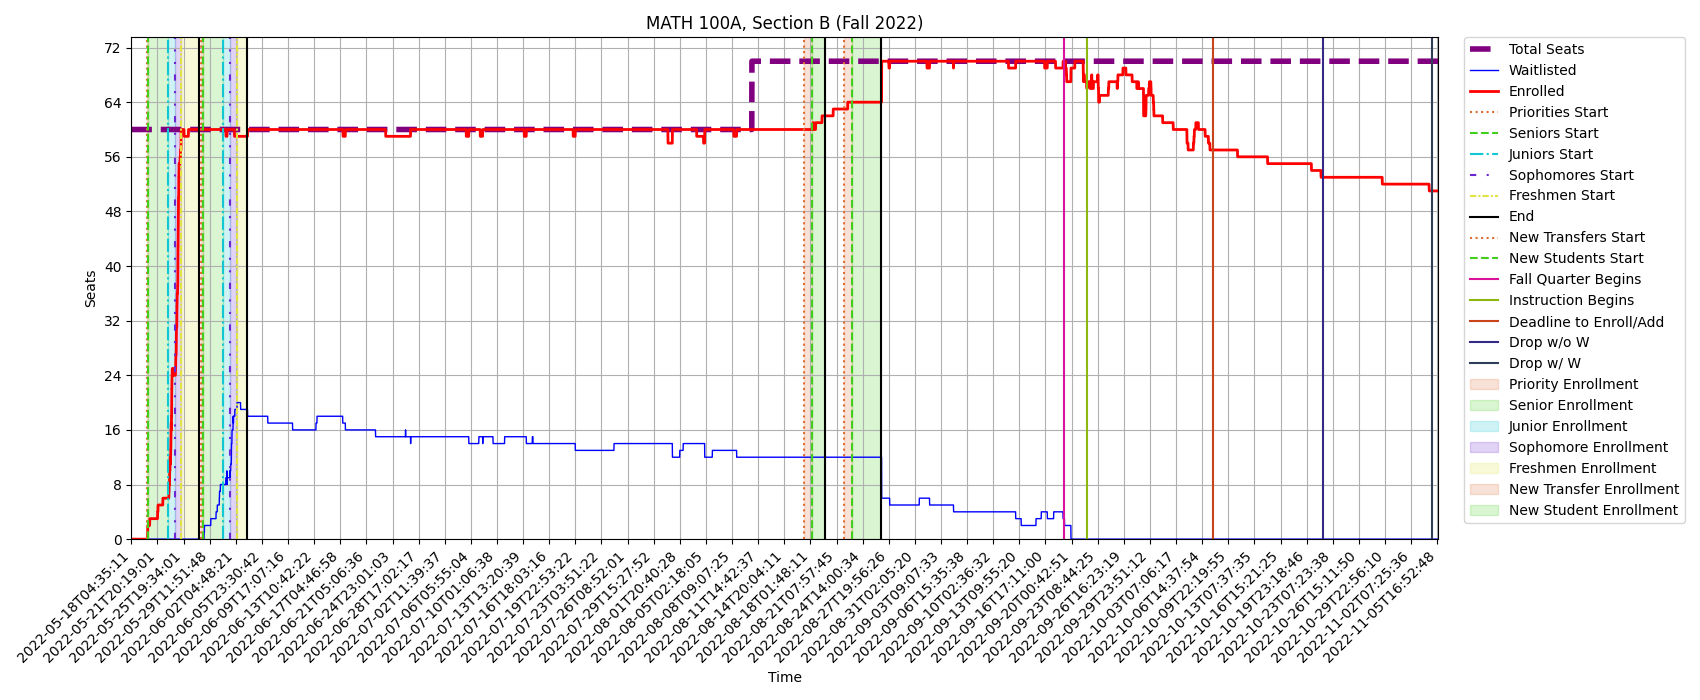 MATH 100A, Section B (Fall 2022)
Seats
72
64
56
48
40
32
24
16
8
0
2022-05-18T04:35:11
2022-05-21T20:19:01
2022-05-25T19:34:01
2022-05-29T11:51:48
2022-06-02T04:48:21
2022-06-05T23:30:42
2022-06-09T17:07:16
2022-06-13T10:42:22
2022-06-17T04:46:58
2022-06-21T05:06:36
2022-06-24T23:01:03
2022-06-28T17:02:17
2022-07-02T11:39:37
2022-07-06T05:55:04
2022-07-10T01:06:38
2022-07-13T13:20:39
2022-07-16T18:03:16
2022-07-19T22:53:22
2022-07-23T03:51:22
2022-07-26T08:52:01
2022-07-29T15:27:52
2022-08-01T20:40:28
2022-08-05T02:18:05
2022-08-08T09:07:25
2022-08-11T14:42:37
2022-08-14T20:04:11
2022-08-18T01:48:11
2022-08-21T07:57:45
2022-08-24T14:00:34
2022-08-27T19:56:26
2022-08-31T02:05:20
2022-09-03T09:07:33
2022-09-06T15:35:38
2022-09-10T02:36:32
2022-09-13T09:55:20
2022-09-16T17:11:00
2022-09-20T00:42:51
2022-09-23T08:44:25
2022-09-26T16:23:19
2022-09-29T23:51:12
2022-10-03T07:06:17
2022-10-06T14:37:54
2022-10-09T22:19:55
2022-10-13T07:37:35
2022-10-16T15:21:25
2022-10-19T23:18:46
2022-10-23T07:23:38
2022-10-26T15:11:50
2022-10-29T22:56:10
2022-11-02T07:25:36
2022-11-05T16:52:48
Time
Total Seats
Waitlisted
Enrolled
Priorities Start
Seniors Start
Juniors Start
Sophomores Start
Freshmen Start
End
New Transfers Start
New Students Start
Fall Quarter Begins
Instruction Begins
Deadline to Enroll/Add
Drop w/o W
Drop w/ W
Priority Enrollment
Senior Enrollment
Junior Enrollment
Sophomore Enrollment
Freshmen Enrollment
New Transfer Enrollment
New Student Enrollment